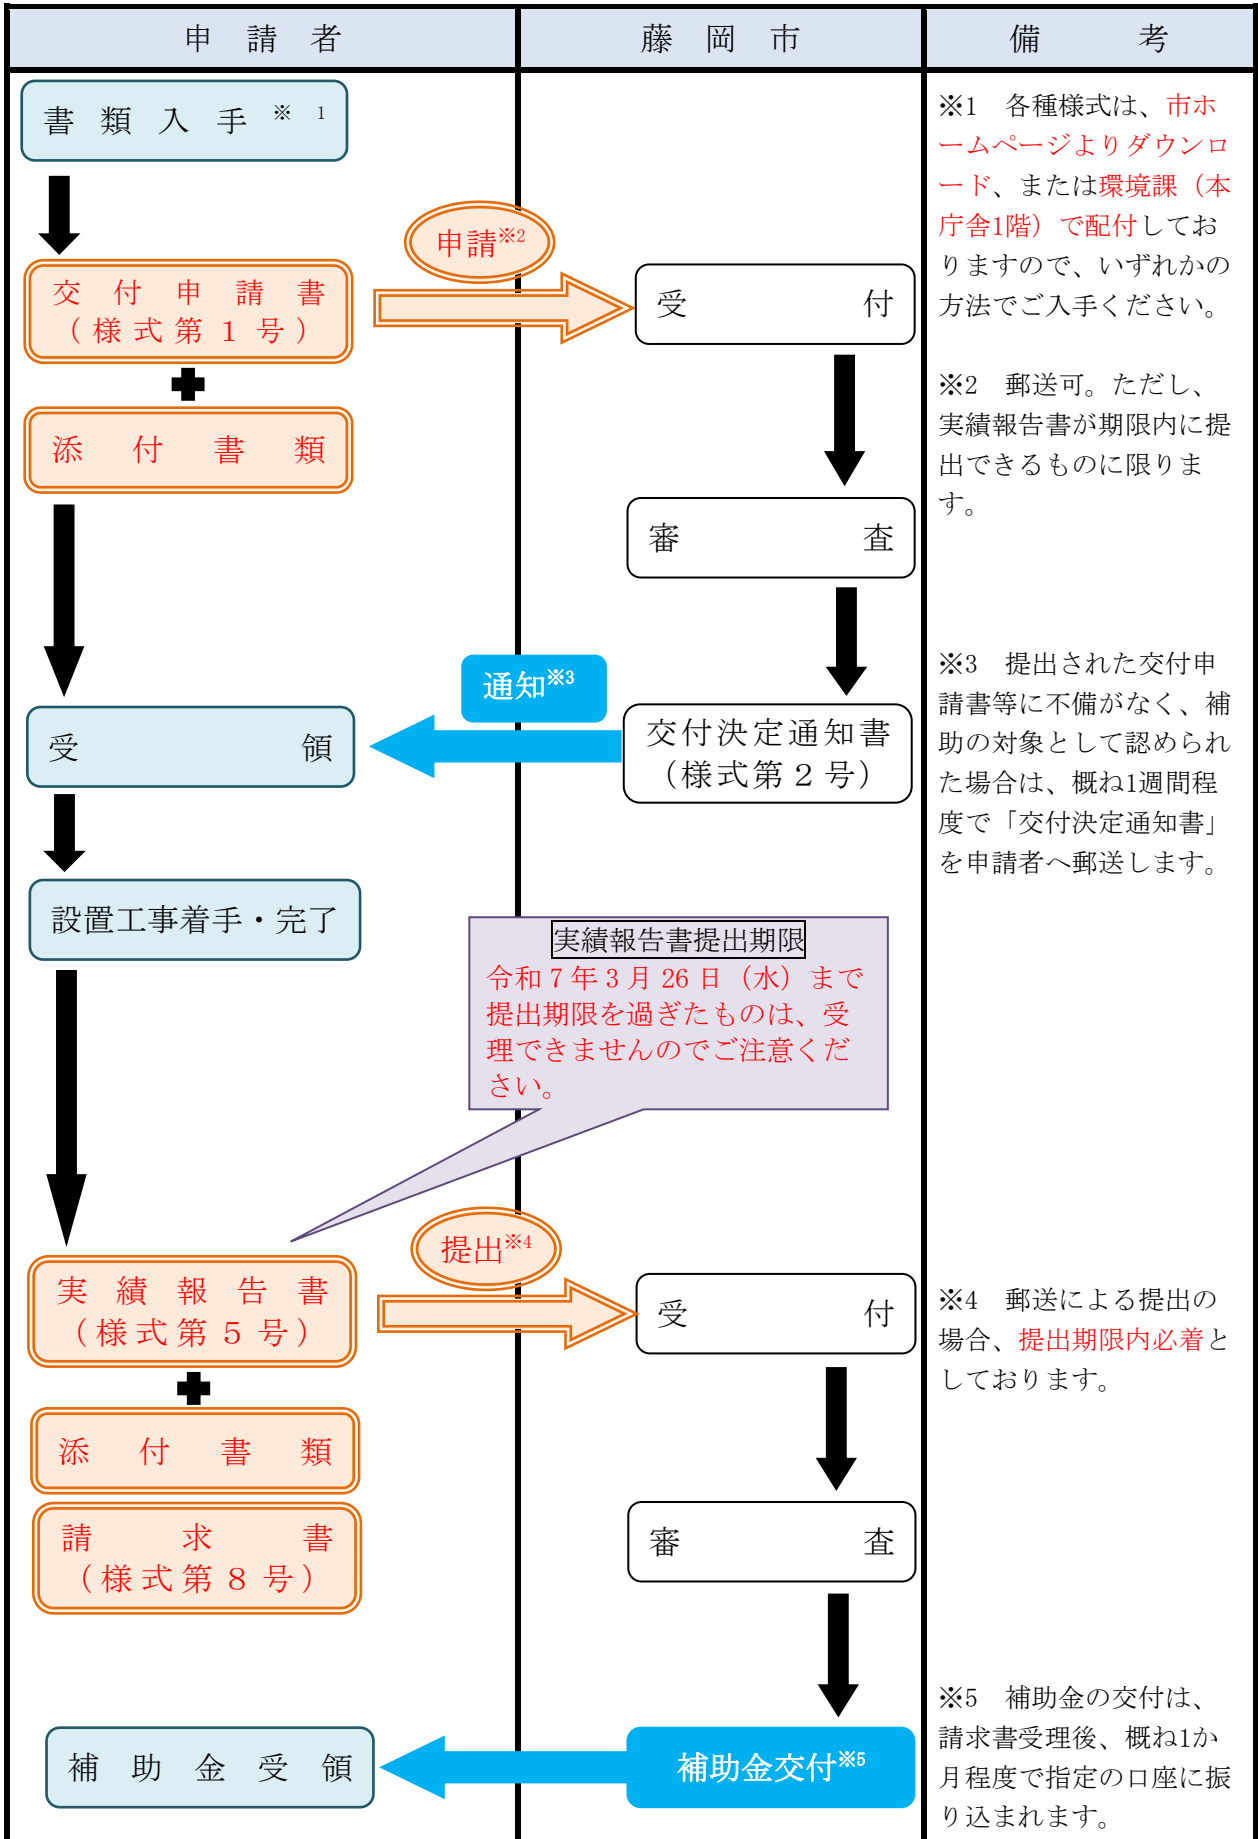 申請者
藤岡市
備考
書類入手※1
交付申請書
（様式第１号）
添付書類
申請※2
受付
審査
交付決定通知書
（様式第２号）
通知※3
受領
設置工事着手・完了
実績報告書提出期限
令和７年３月26日（水）まで
提出期限を過ぎたものは、受
理できませんのでご注意くだ
さい。
実績報告書
（様式第５号）
添付書類
請求書
（様式第８号）
提出※4
受付
審査
補助金交付※5
補助金受領
※1　各種様式は、市ホ
ームページよりダウンロ
ード、または環境課（本
庁舎1階）で配付してお
りますので、いずれかの
方法でご入手ください。
※2　郵送可。ただし、
実績報告書が期限内に提
出できるものに限りま
す。
※3　提出された交付申
請書等に不備がなく、補
助の対象として認められ
た場合は、概ね1週間程
度で「交付決定通知書」
を申請者へ郵送します。
※4　郵送による提出の
場合、提出期限内必着と
しております。
※5　補助金の交付は、
請求書受理後、概ね1か
月程度で指定の口座に振
り込まれます。